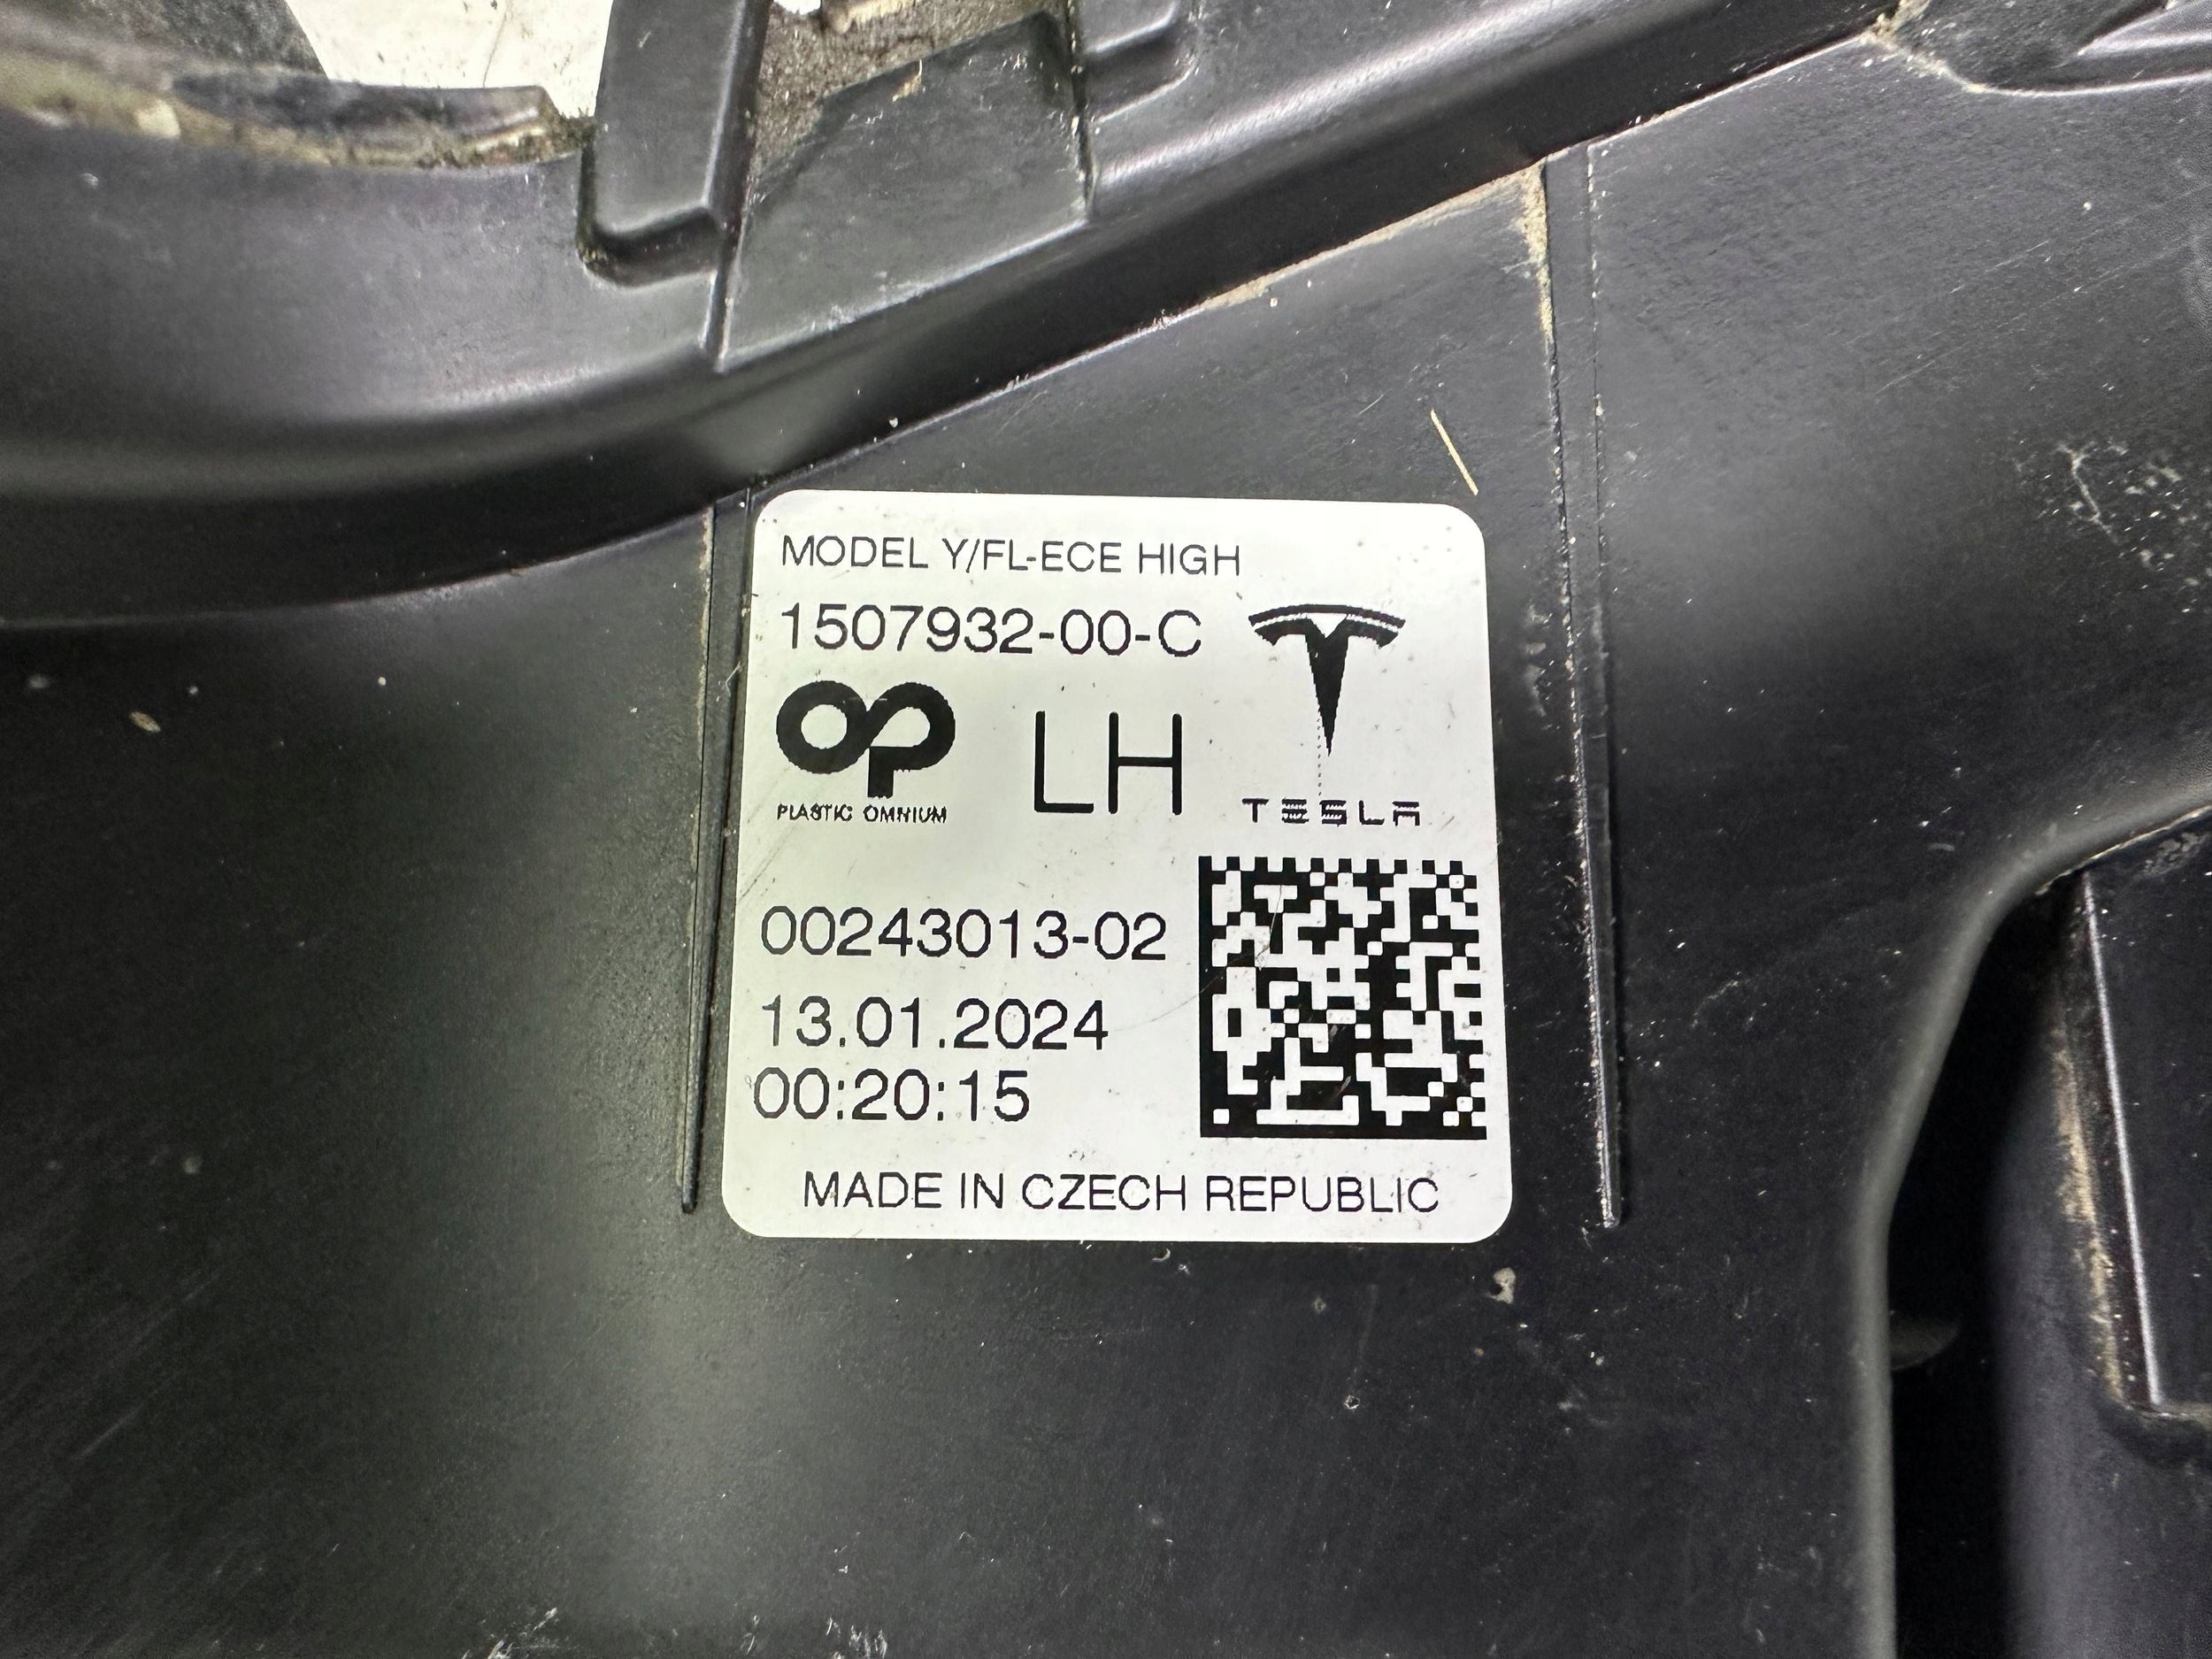 MODEL Y/FL-ECE HIGH
1507932-00-C
PLASTIC OMNIUM
LH
TESLA
00243013-02
13.01.2024
00:20:15
MADE IN CZECH REPUBLIC